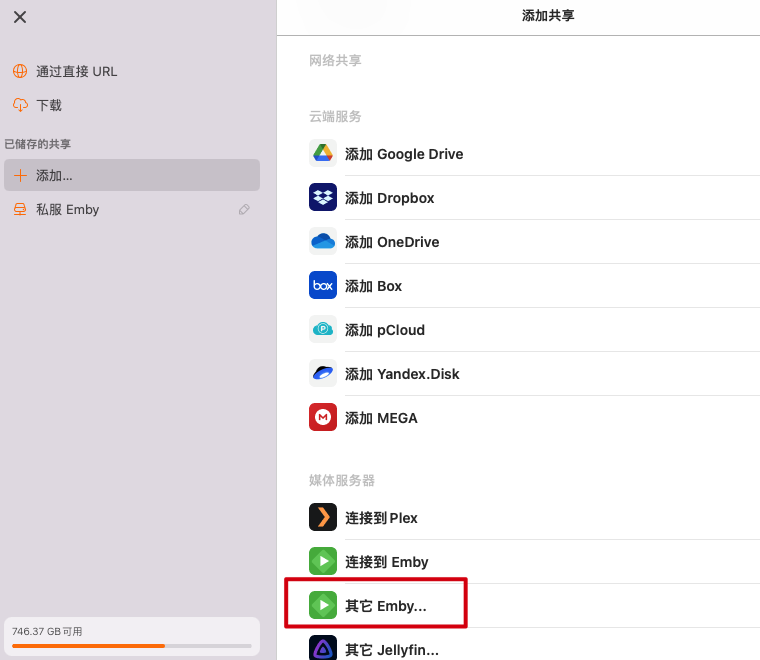 通过直接 URL
下载
已储存的共享
添加...
私服 Emby
746.37 GB 可用
添加共享
网络共享
云端服务
添加 Google Drive
添加 Dropbox
添加 OneDrive
box
添加 Box
P
添加 pCloud
添加 Yandex.Disk
M
添加 MEGA
媒体服务器
连接到 Plex
连接到 Emby
其它 Emby...
其它 Jellyfin...